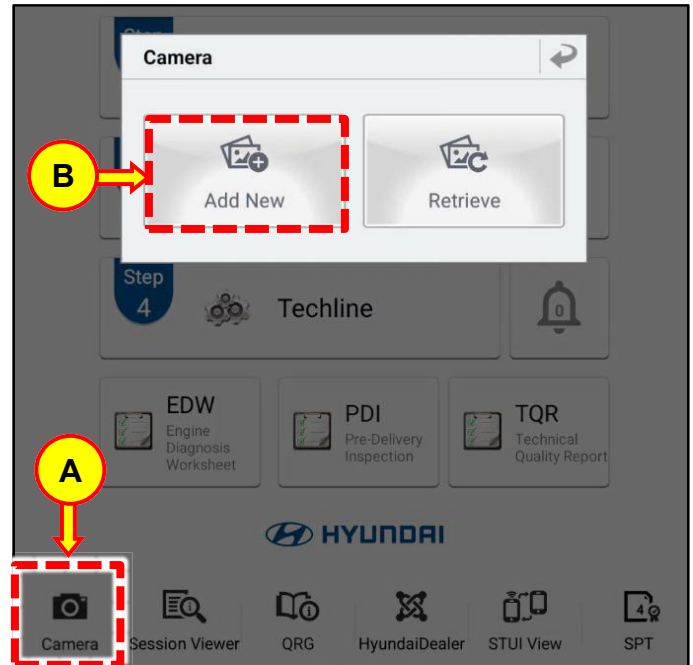 Camera
Add New
Retrieve
B
Step
4
Techline
0
EDW
Engine
Diagnosis
Worksheet
PDI
Pre-Delivery
Inspection
TQR
Technical
Quality Report
A
HYUNDAI
Camera
Session Viewer
QRG
HyundaiDealer
STUI View
SPT